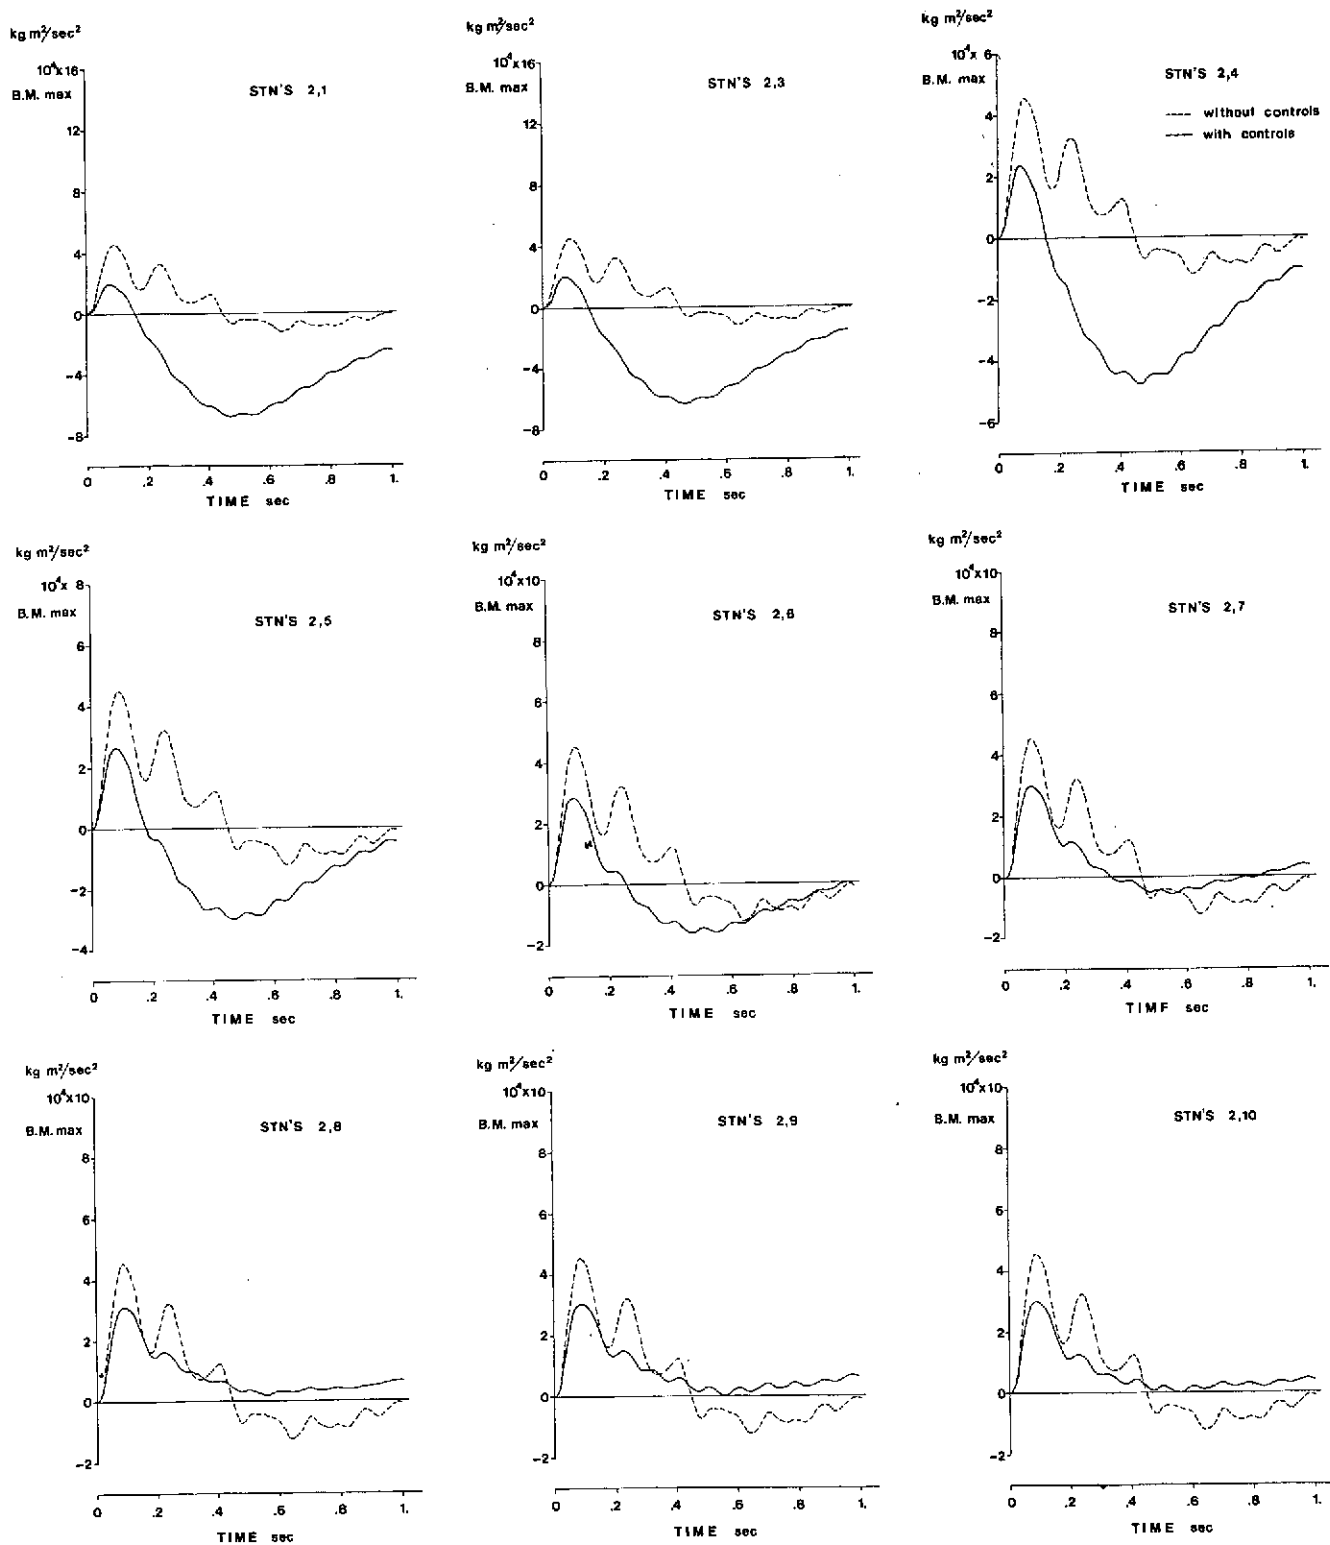 kg m²/sec²
10⁴x16
B.M. max
STN'S 2,1
12
8
4
0
−4
−8
0 .2 .4 .6 .8 1.
TIME sec
kg m²/sec²
10⁴x16
B.M. max
STN'S 2,3
12
8
4
0
−4
−8
0 .2 .4 .6 .8 1.
TIME sec
kg m²/sec²
10⁴x 6
B.M. max
STN'S 2,4
---- without controls
—— with controls
4
2
0
−2
−4
−6
0 .2 .4 .6 .8 1.
TIME sec
kg m²/sec²
10⁴x 8
B.M. max
STN'S 2,5
6
4
2
0
−2
−4
0 .2 .4 .6 .8 1.
TIME sec
kg m²/sec²
10⁴x10
B.M. max
STN'S 2,6
8
6
4
2
0
−2
0 .2 .4 .6 .8 1.
TIME sec
kg m²/sec²
10⁴x10
B.M. max
STN'S 2,7
8
6
4
2
0
−2
0 .2 .4 .6 .8 1.
TIMF sec
kg m²/sec²
10⁴x10
B.M. max
STN'S 2,8
8
6
4
2
0
−2
0 .2 .4 .6 .8 1.
TIME sec
kg m²/sec²
10⁴x10
B.M. max
STN'S 2,9
8
6
4
2
0
−2
0 .2 .4 .6 .8 1.
TIME sec
kg m²/sec²
10⁴x10
B.M. max
STN'S 2,10
8
6
4
2
0
−2
0 .2 .4 .6 .8 1.
TIME sec